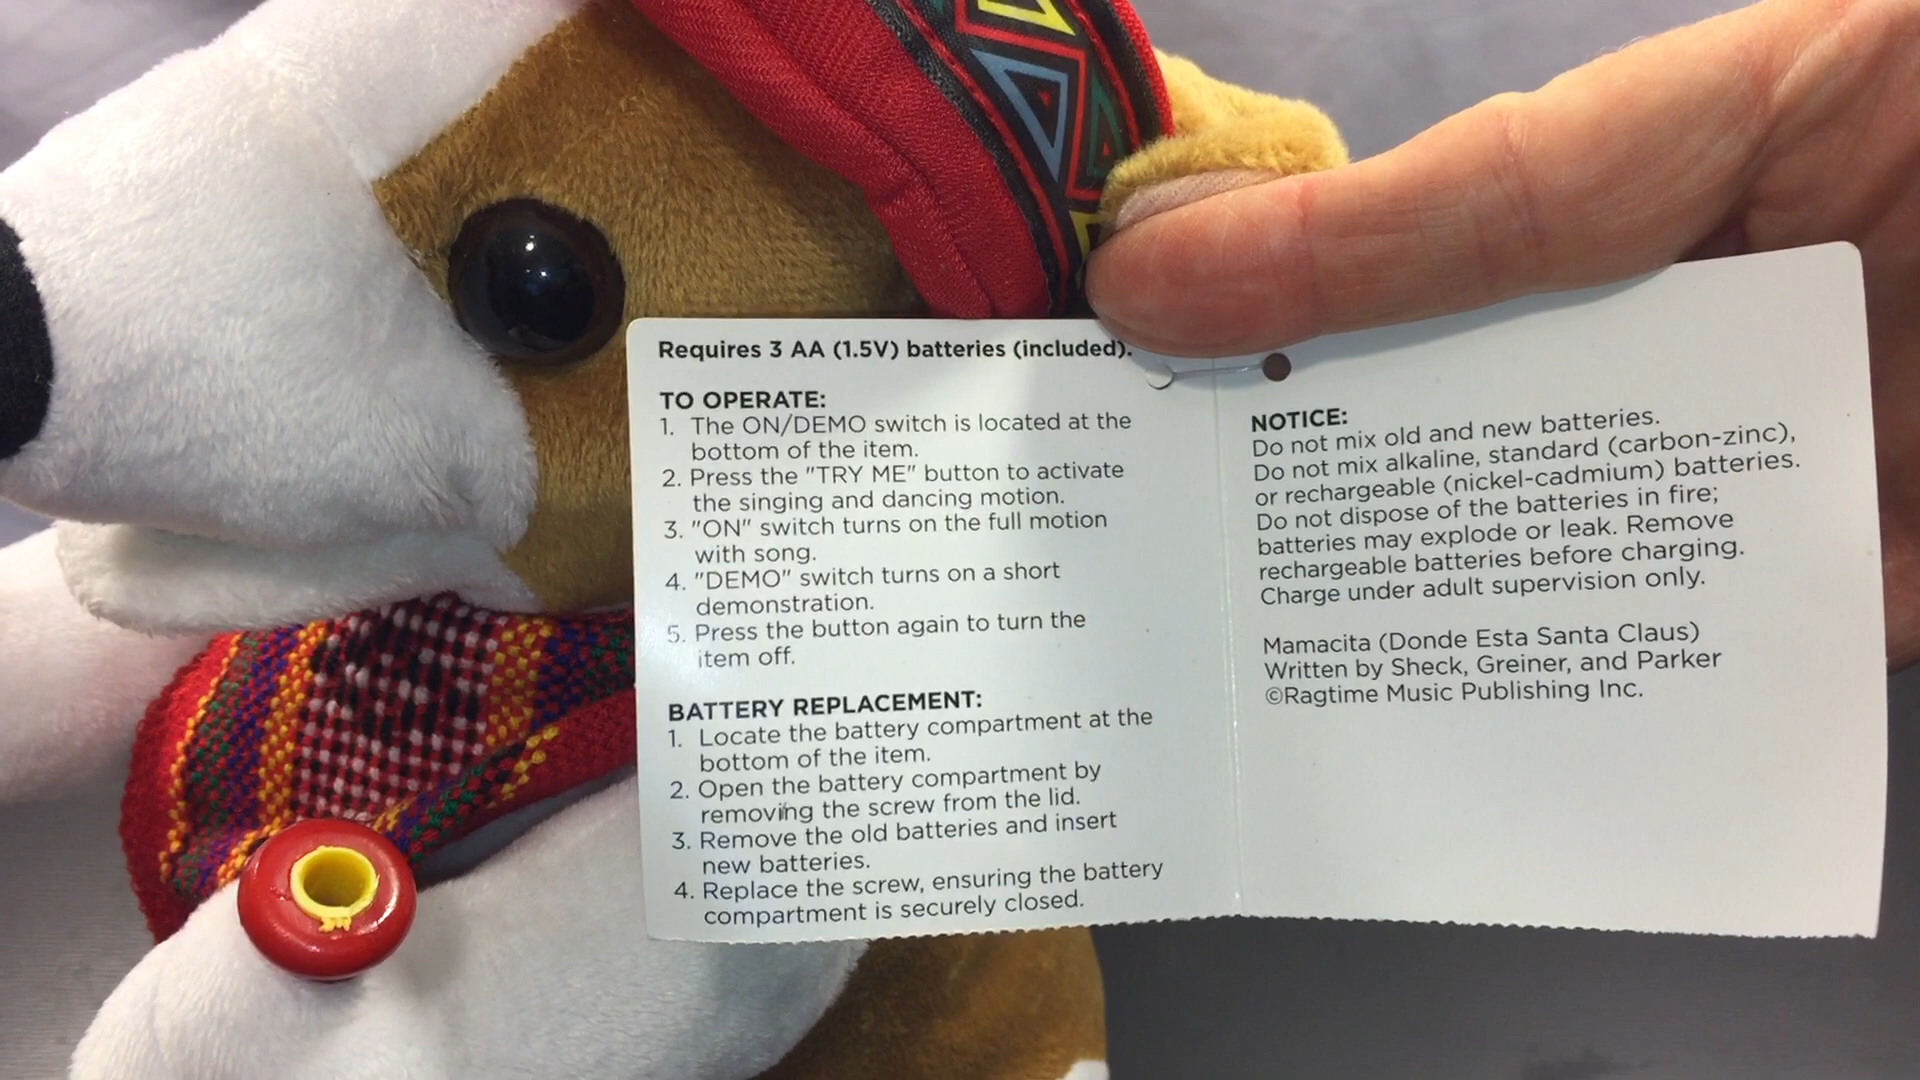 Requires 3 AA (1.5V) batteries (included).
TO OPERATE:
1. The ON/DEMO switch is located at the
bottom of the item.
2. Press the "TRY ME" button to activate
the singing and dancing motion.
3. "ON" switch turns on the full motion
with song.
4. "DEMO" switch turns on a short
demonstration.
5. Press the button again to turn the
item off.
BATTERY REPLACEMENT:
1. Locate the battery compartment at the
bottom of the item.
2. Open the battery compartment by
removing the screw from the lid.
3. Remove the old batteries and insert
new batteries.
4. Replace the screw, ensuring the battery
compartment is securely closed.
NOTICE:
Do not mix old and new batteries.
Do not mix alkaline, standard (carbon-zinc),
or rechargeable (nickel-cadmium) batteries.
Do not dispose of the batteries in fire;
batteries may explode or leak. Remove
rechargeable batteries before charging.
Charge under adult supervision only.
Mamacita (Donde Esta Santa Claus)
Written by Sheck, Greiner, and Parker
©Ragtime Music Publishing Inc.